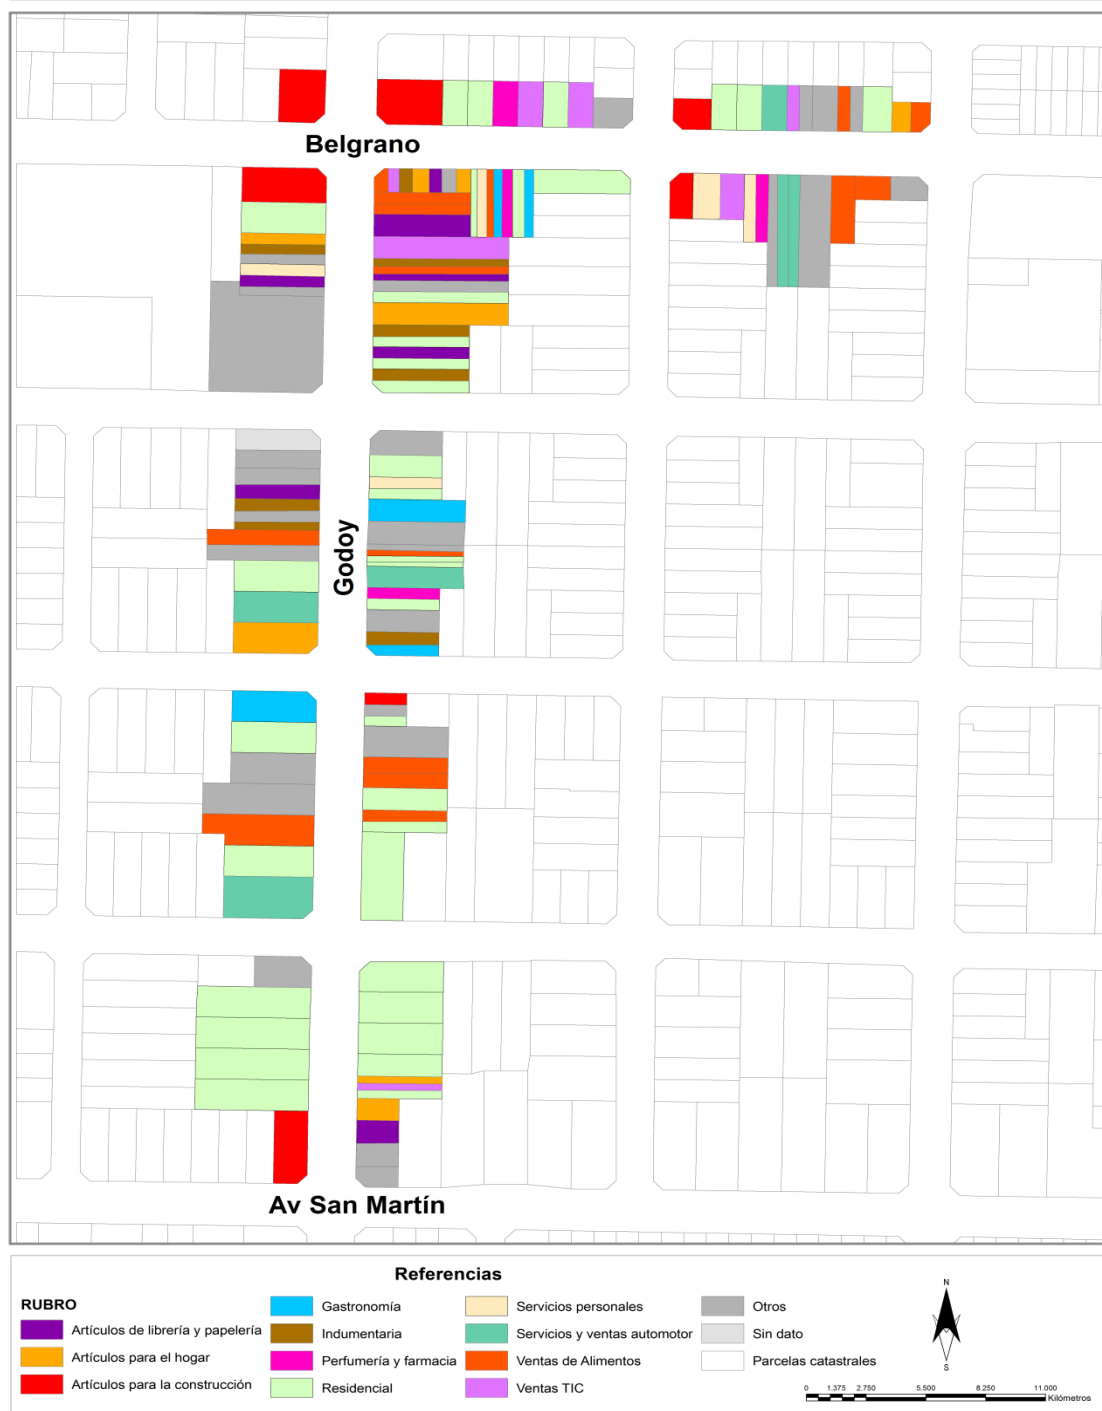 Belgrano
Godoy
Av San Martín
Referencias
RUBRO
Artículos de librería y papelería
Artículos para el hogar
Artículos para la construcción
Gastronomía
Indumentaria
Perfumería y farmacia
Residencial
Servicios personales
Servicios y ventas automotor
Ventas de Alimentos
Ventas TIC
Otros
Sin dato
Parcelas catastrales
N
S
0 1.375 2.750 5.500 8.250 11.000
Kilómetros